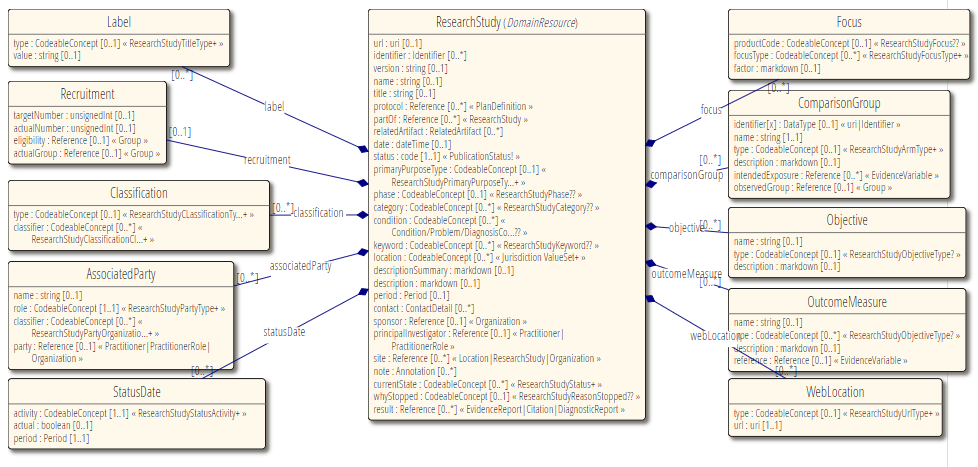 Label
type : CodeableConcept [0..1] « ResearchStudyTitleType+ »
value : string [0..1]
Recruitment
targetNumber : unsignedInt [0..1]
actualNumber : unsignedInt [0..1]
eligibility : Reference [0..1] « Group »
actualGroup : Reference [0..1] « Group »
Classification
type : CodeableConcept [0..1] « ResearchStudyCLassificationTy...+ »
classifier : CodeableConcept [0..*] «
ResearchStudyClassificationCl...+ »
AssociatedParty
name : string [0..1]
role : CodeableConcept [1..1] « ResearchStudyPartyType+ »
classifier : CodeableConcept [0..*] «
ResearchStudyPartyOrganizatio...+ »
party : Reference [0..1] « Practitioner|PractitionerRole|
Organization »
StatusDate
activity : CodeableConcept [1..1] « ResearchStudyStatusActivity+ »
actual : boolean [0..1]
period : Period [1..1]
[0..*]
label
[0..1]
recruitment
[0..*]
classification
associatedParty
[0..*]
statusDate
[0..*]
ResearchStudy (DomainResource)
url : uri [0..1]
identifier : Identifier [0..*]
version : string [0..1]
name : string [0..1]
title : string [0..1]
protocol : Reference [0..*] « PlanDefinition »
partOf : Reference [0..*] « ResearchStudy »
relatedArtifact : RelatedArtifact [0..*]
date : dateTime [0..1]
status : code [1..1] « PublicationStatus! »
primaryPurposeType : CodeableConcept [0..1] «
ResearchStudyPrimaryPurposeTy...+ »
phase : CodeableConcept [0..1] « ResearchStudyPhase?? »
category : CodeableConcept [0..*] « ResearchStudyCategory?? »
condition : CodeableConcept [0..*] «
Condition/Problem/DiagnosisCo...?? »
keyword : CodeableConcept [0..*] « ResearchStudyKeyword?? »
location : CodeableConcept [0..*] « Jurisdiction ValueSet+ »
descriptionSummary : markdown [0..1]
description : markdown [0..1]
period : Period [0..1]
contact : ContactDetail [0..*]
sponsor : Reference [0..1] « Organization »
principalInvestigator : Reference [0..1] « Practitioner|
PractitionerRole »
site : Reference [0..*] « Location|ResearchStudy|Organization »
note : Annotation [0..*]
currentState : CodeableConcept [0..*] « ResearchStudyStatus+ »
whyStopped : CodeableConcept [0..1] « ResearchStudyReasonStopped?? »
result : Reference [0..*] « EvidenceReport|Citation|DiagnosticReport »
focus
[0..*]
[0..*]
comparisonGroup
objective
[0..*]
outcomeMeasure
[0..*]
webLocation
[0..*]
Focus
productCode : CodeableConcept [0..1] « ResearchStudyFocus?? »
focusType : CodeableConcept [0..*] « ResearchStudyFocusType+ »
factor : markdown [0..1]
ComparisonGroup
identifier[x] : DataType [0..1] « uri|Identifier »
name : string [1..1]
type : CodeableConcept [0..1] « ResearchStudyArmType+ »
description : markdown [0..1]
intendedExposure : Reference [0..*] « EvidenceVariable »
observedGroup : Reference [0..1] « Group »
Objective
name : string [0..1]
type : CodeableConcept [0..1] « ResearchStudyObjectiveType? »
description : markdown [0..1]
OutcomeMeasure
name : string [0..1]
type : CodeableConcept [0..*] « ResearchStudyObjectiveType? »
description : markdown [0..1]
reference : Reference [0..1] « EvidenceVariable »
WebLocation
type : CodeableConcept [0..1] « ResearchStudyUrlType+ »
url : uri [1..1]